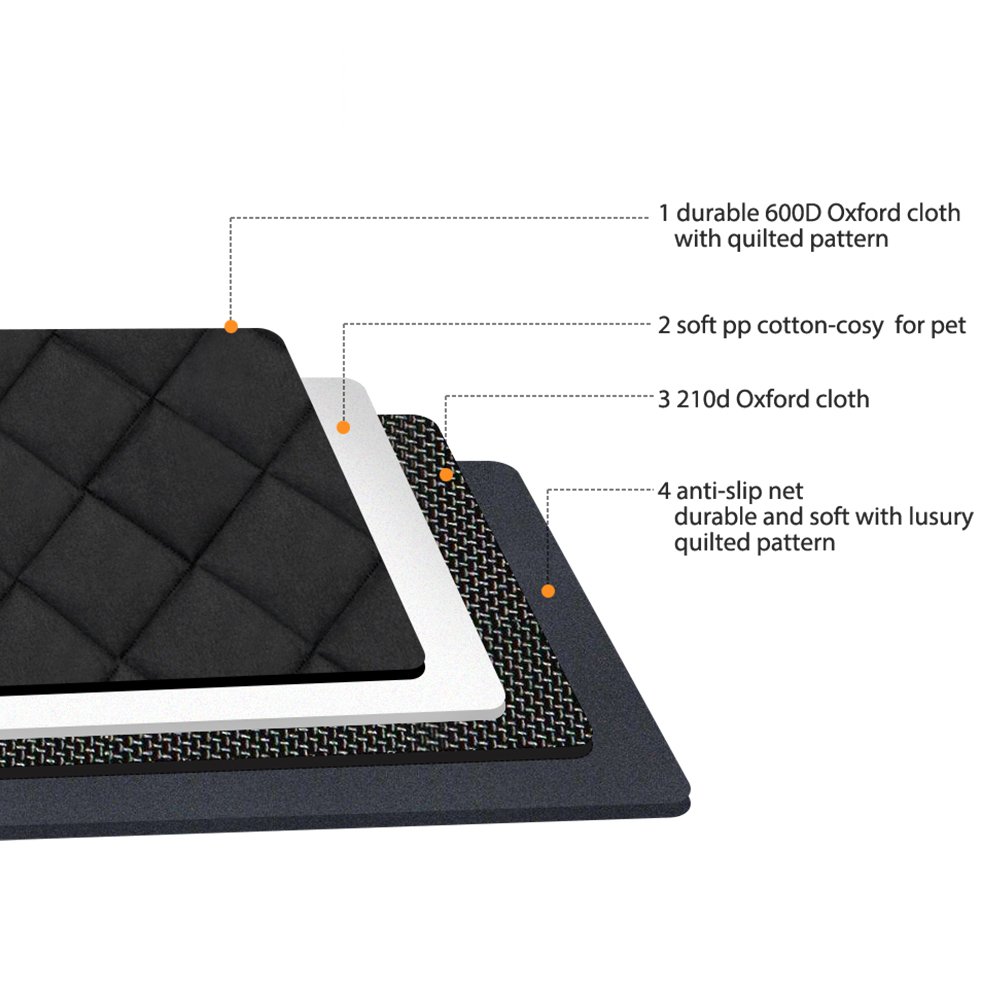 1 durable 600D Oxford cloth
with quilted pattern
2 soft pp cotton-cosy  for pet
3 210d Oxford cloth
4 anti-slip net
durable and soft with lusury
quilted pattern